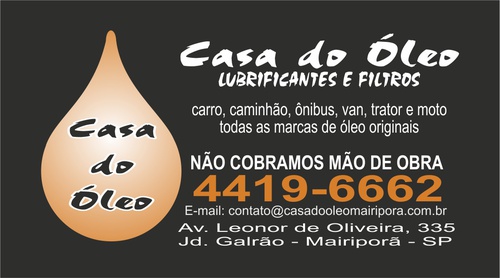 Casa
do
Óleo
Casa do Óleo
LUBRIFICANTES E FILTROS
carro, caminhão, ônibus, van, trator e moto
todas as marcas de óleo originais
NÃO COBRAMOS MÃO DE OBRA
4419-6662
E-mail: contato@casadooleomairipora.com.br
Av. Leonor de Oliveira, 335
Jd. Galrão - Mairiporã - SP